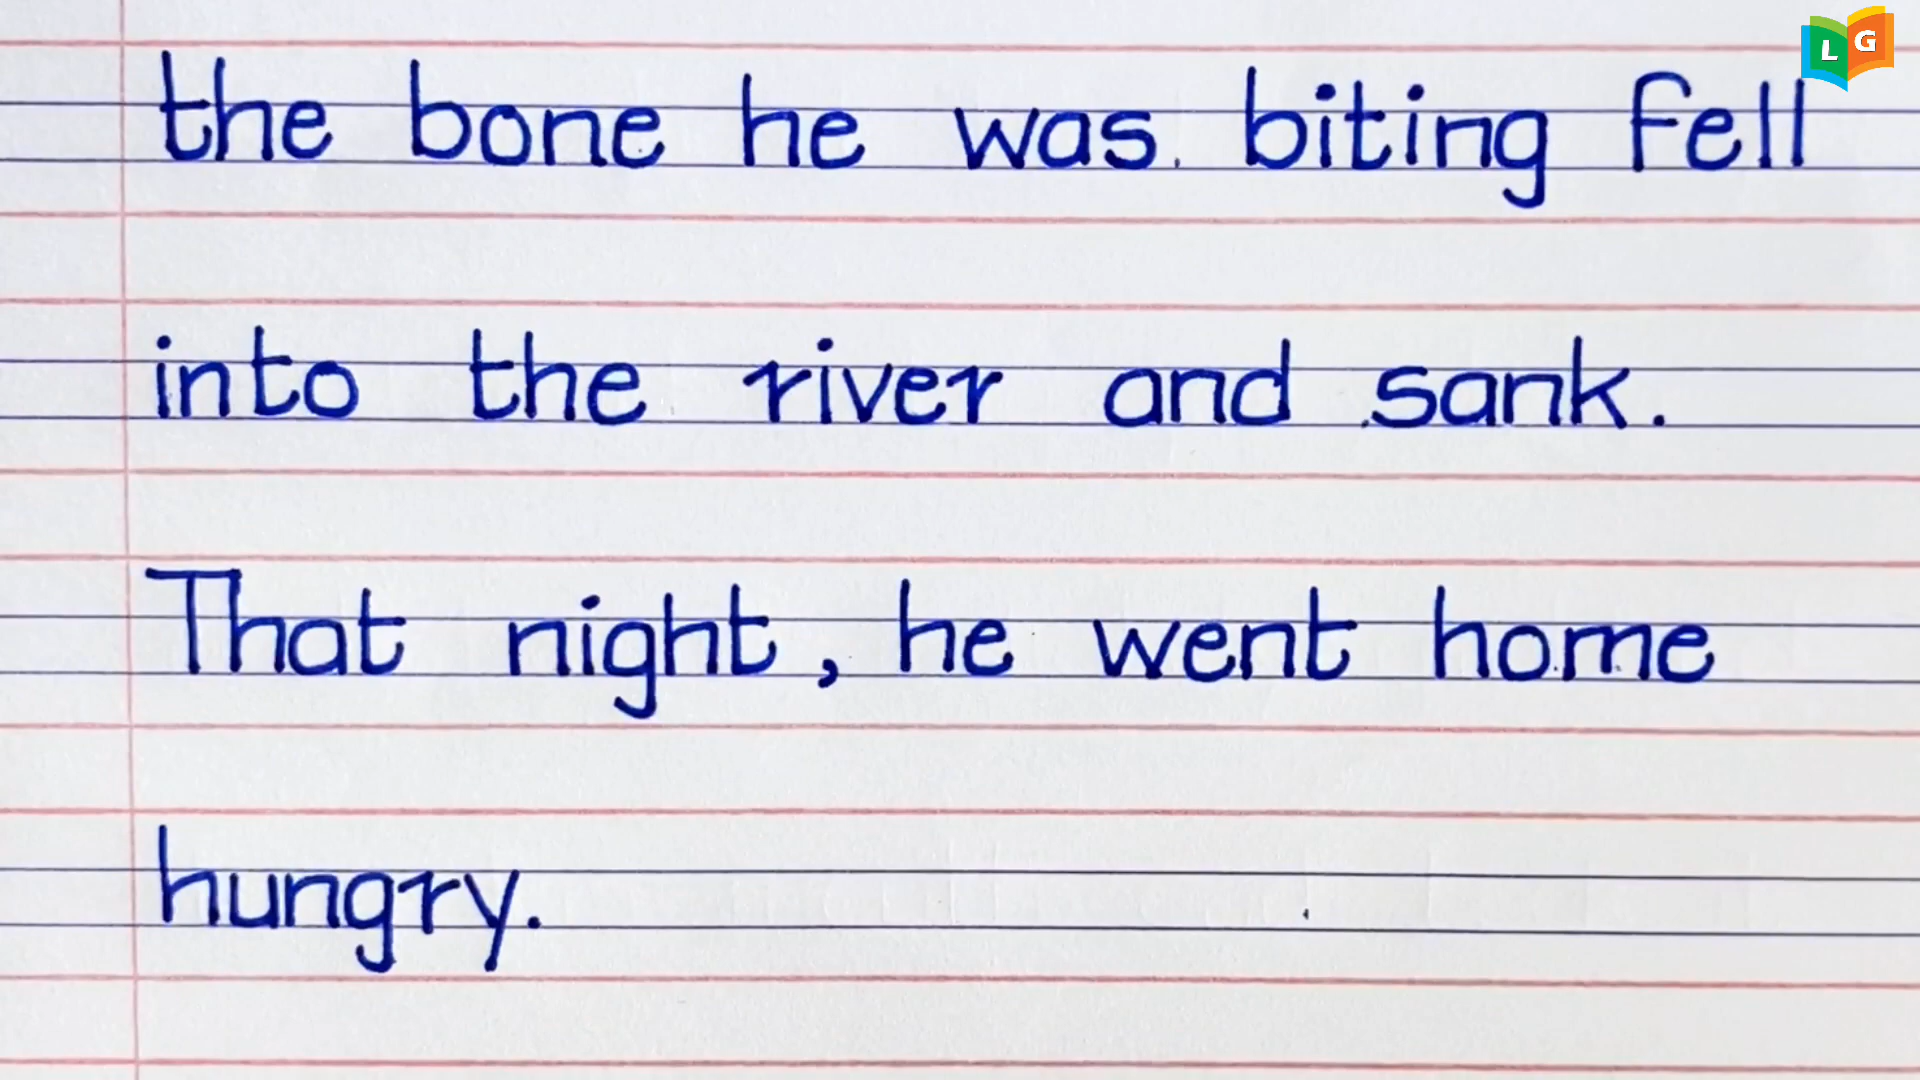 L G
the bone he was biting fell
into the river and sank.
That night, he went home
hungry.